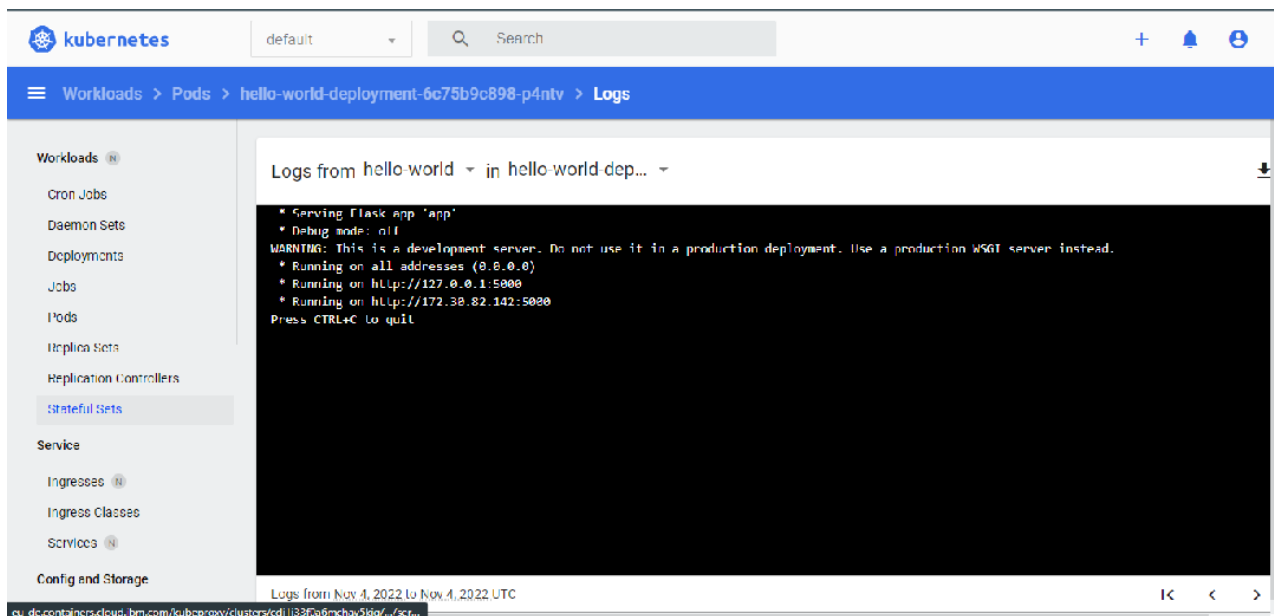 kubernetes
default
Search
Workloads > Pods > hello-world-deployment-6c75b9c898-p4ntv > Logs
Workloads N
Cron Jobs
Daemon Sets
Deployments
Jobs
Pods
Replica Sets
Replication Controllers
Stateful Sets
Service
Ingresses N
Ingress Classes
Services N
Config and Storage
Logs from hello-world in hello-world-dep...
* Serving Flask app 'app'
* Debug mode: off
WARNING: This is a development server. Do not use it in a production deployment. Use a production WSGI server instead.
* Running on all addresses (0.0.0.0)
* Running on http://127.0.0.1:5000
* Running on http://172.30.82.142:5000
Press CTRL+C to quit
Logs from Nov 4, 2022 to Nov 4, 2022 UTC